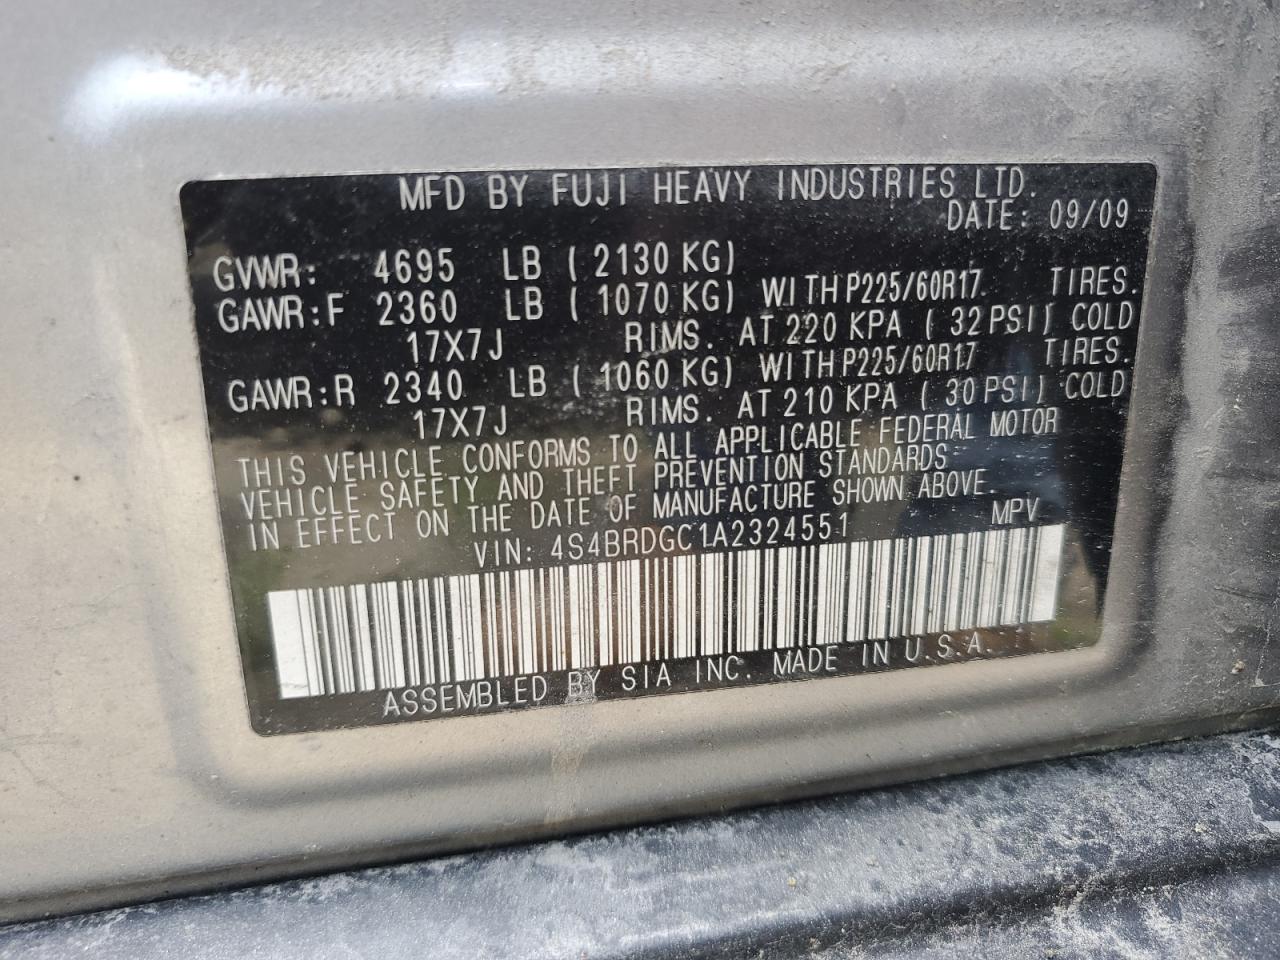 MFD BY FUJI HEAVY INDUSTRIES LTD.
DATE: 09/09
GVWR: 4695 LB ( 2130 KG)
GAWR:F 2360 LB ( 1070 KG) WITH P225/60R17. TIRES.
17X7J RIMS. AT 220 KPA ( 32 PSI) COLD
GAWR:R 2340 LB ( 1060 KG) WITH P225/60R17 TIRES.
17X7J RIMS. AT 210 KPA ( 30 PSI) COLD
THIS VEHICLE CONFORMS TO ALL APPLICABLE FEDERAL MOTOR
VEHICLE SAFETY AND THEFT PREVENTION STANDARDS
IN EFFECT ON THE DATE OF MANUFACTURE SHOWN ABOVE.
VIN: 4S4BRDGC1A2324551 MPV
ASSEMBLED BY SIA INC. MADE IN U.S.A.